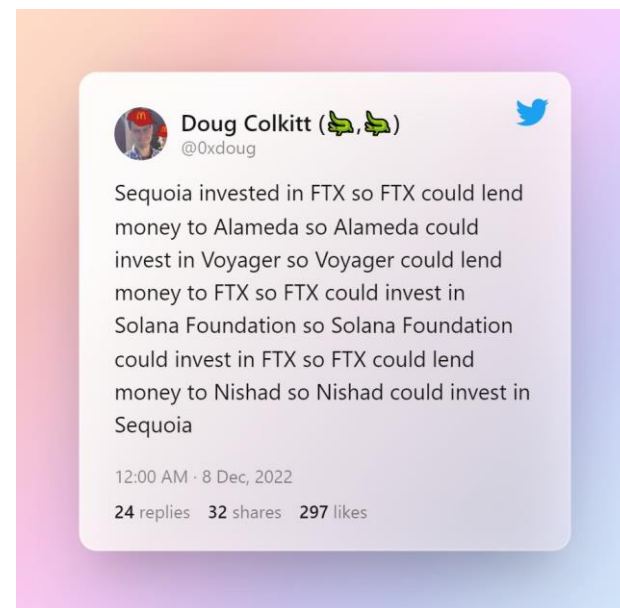 Doug Colkitt (🐊,🐊)
@0xdoug
Sequoia invested in FTX so FTX could lend
money to Alameda so Alameda could
invest in Voyager so Voyager could lend
money to FTX so FTX could invest in
Solana Foundation so Solana Foundation
could invest in FTX so FTX could lend
money to Nishad so Nishad could invest in
Sequoia
12:00 AM · 8 Dec, 2022
24 replies 32 shares 297 likes